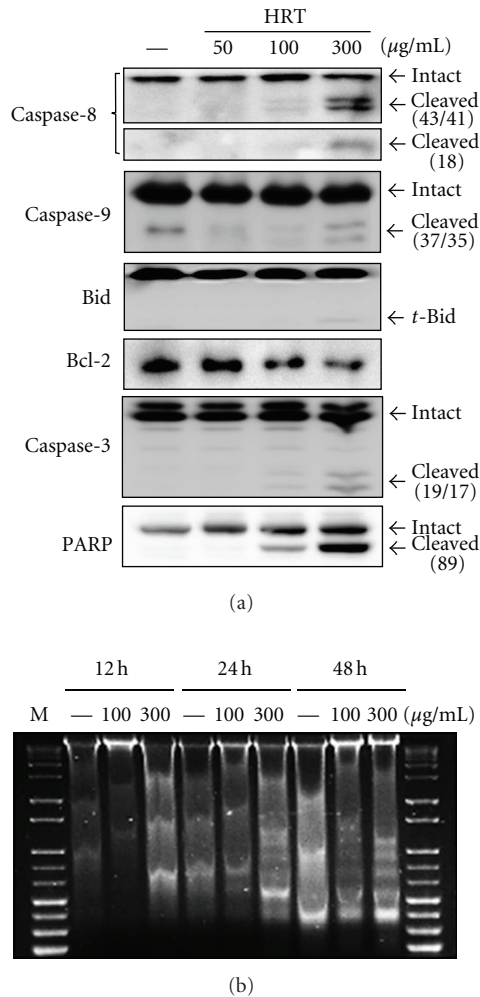 HRT
— 50 100 300 (µg/mL)
Caspase-8
← Intact
← Cleaved
(43/41)
← Cleaved
(18)
Caspase-9
← Intact
Cleaved
← (37/35)
Bid
← t-Bid
Bcl-2
Caspase-3
← Intact
Cleaved
← (19/17)
PARP
← Intact
← Cleaved
(89)
(a)
12 h 24 h 48 h
M — 100 300 — 100 300 — 100 300 (µg/mL)
(b)